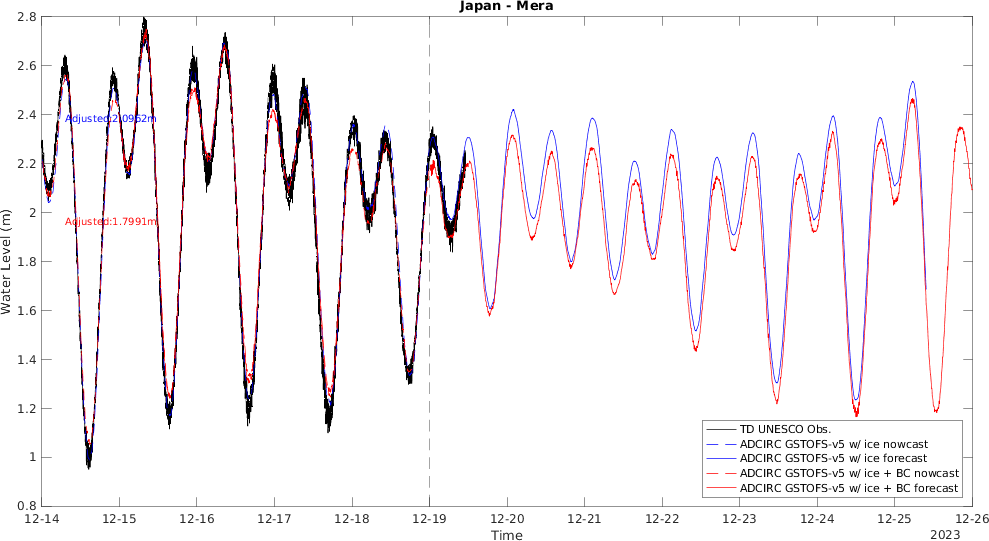 Japan - Mera
2.8
2.6
2.4
2.2
2
1.8
1.6
1.4
1.2
1
0.8
Water Level (m)
Adjusted:2.0962m
Adjusted:1.7991m
TD UNESCO Obs.
ADCIRC GSTOFS-v5 w/ ice nowcast
ADCIRC GSTOFS-v5 w/ ice forecast
ADCIRC GSTOFS-v5 w/ ice + BC nowcast
ADCIRC GSTOFS-v5 w/ ice + BC forecast
12-14 12-15 12-16 12-17 12-18 12-19 12-20 12-21 12-22 12-23 12-24 12-25 12-26
Time
2023